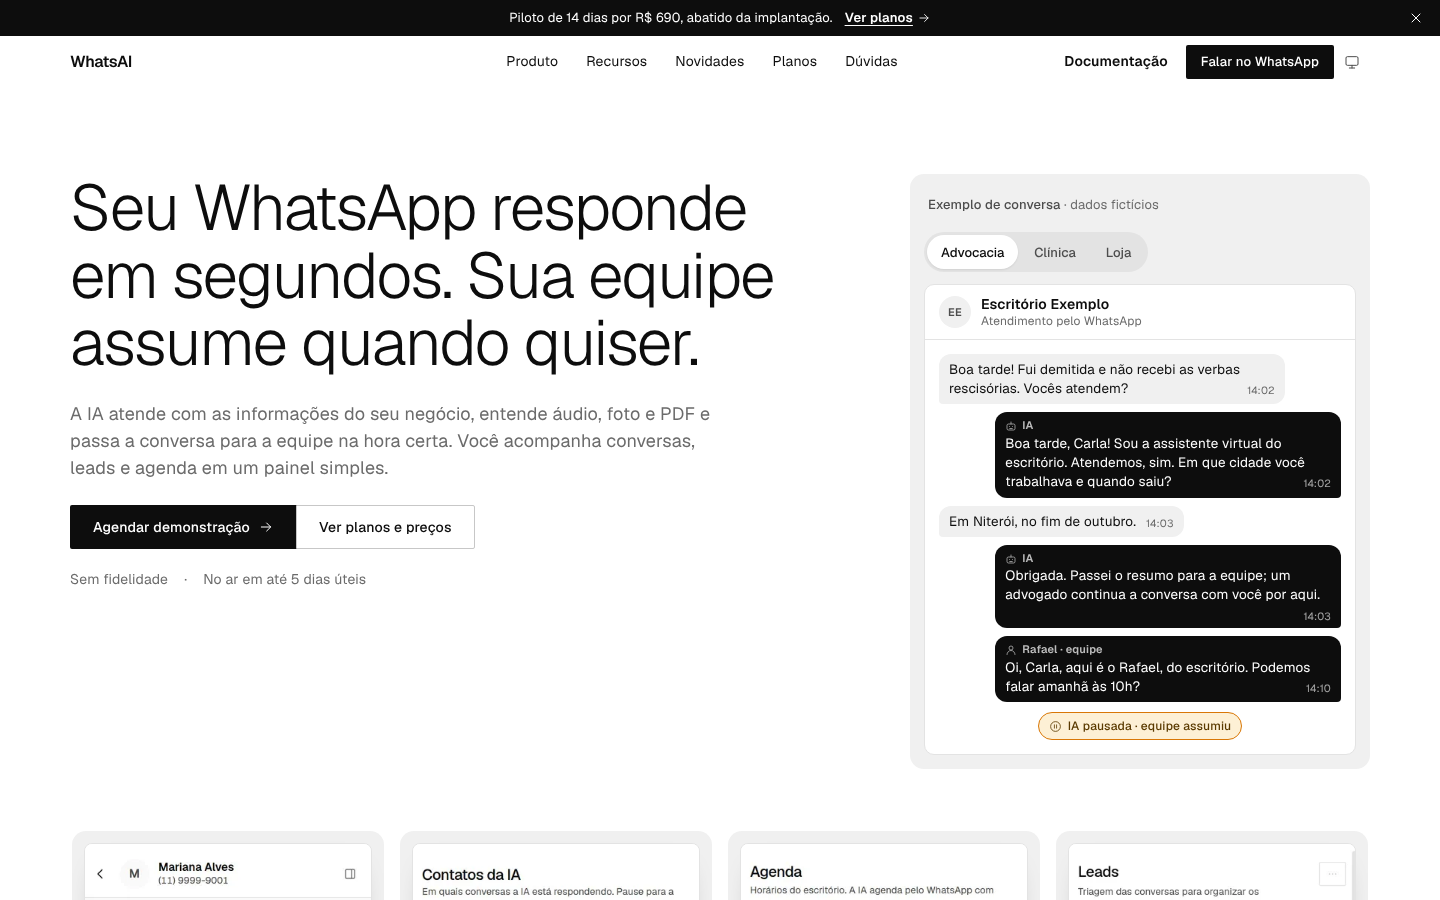 Piloto de 14 dias por R$ 690, abatido da implantação. Ver planos →
WhatsAI
Produto Recursos Novidades Planos Dúvidas
Documentação Falar no WhatsApp
Seu WhatsApp responde
em segundos. Sua equipe
assume quando quiser.
A IA atende com as informações do seu negócio, entende áudio, foto e PDF e
passa a conversa para a equipe na hora certa. Você acompanha conversas,
leads e agenda em um painel simples.
Agendar demonstração →
Ver planos e preços
Sem fidelidade · No ar em até 5 dias úteis
Exemplo de conversa · dados fictícios
Advocacia Clínica Loja
EE
Escritório Exemplo
Atendimento pelo WhatsApp
Boa tarde! Fui demitida e não recebi as verbas
rescisórias. Vocês atendem? 14:02
IA
Boa tarde, Carla! Sou a assistente virtual do
escritório. Atendemos, sim. Em que cidade você
trabalhava e quando saiu? 14:02
Em Niterói, no fim de outubro. 14:03
IA
Obrigada. Passei o resumo para a equipe; um
advogado continua a conversa com você por aqui.
14:03
Rafael · equipe
Oi, Carla, aqui é o Rafael, do escritório. Podemos
falar amanhã às 10h? 14:10
IA pausada · equipe assumiu
M
Mariana Alves
(11) 9999-9001
Contatos da IA
Em quais conversas a IA está respondendo. Pause para a
Agenda
Horários do escritório. A IA agenda pelo WhatsApp com
Leads
Triagem das conversas para organizar os